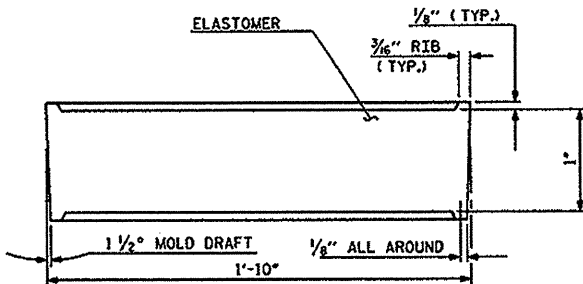 1/8" (TYP.)
ELASTOMER
3/16" RIB
(TYP.)
1"
1 1/2° MOLD DRAFT
1/8" ALL AROUND
1'-10"